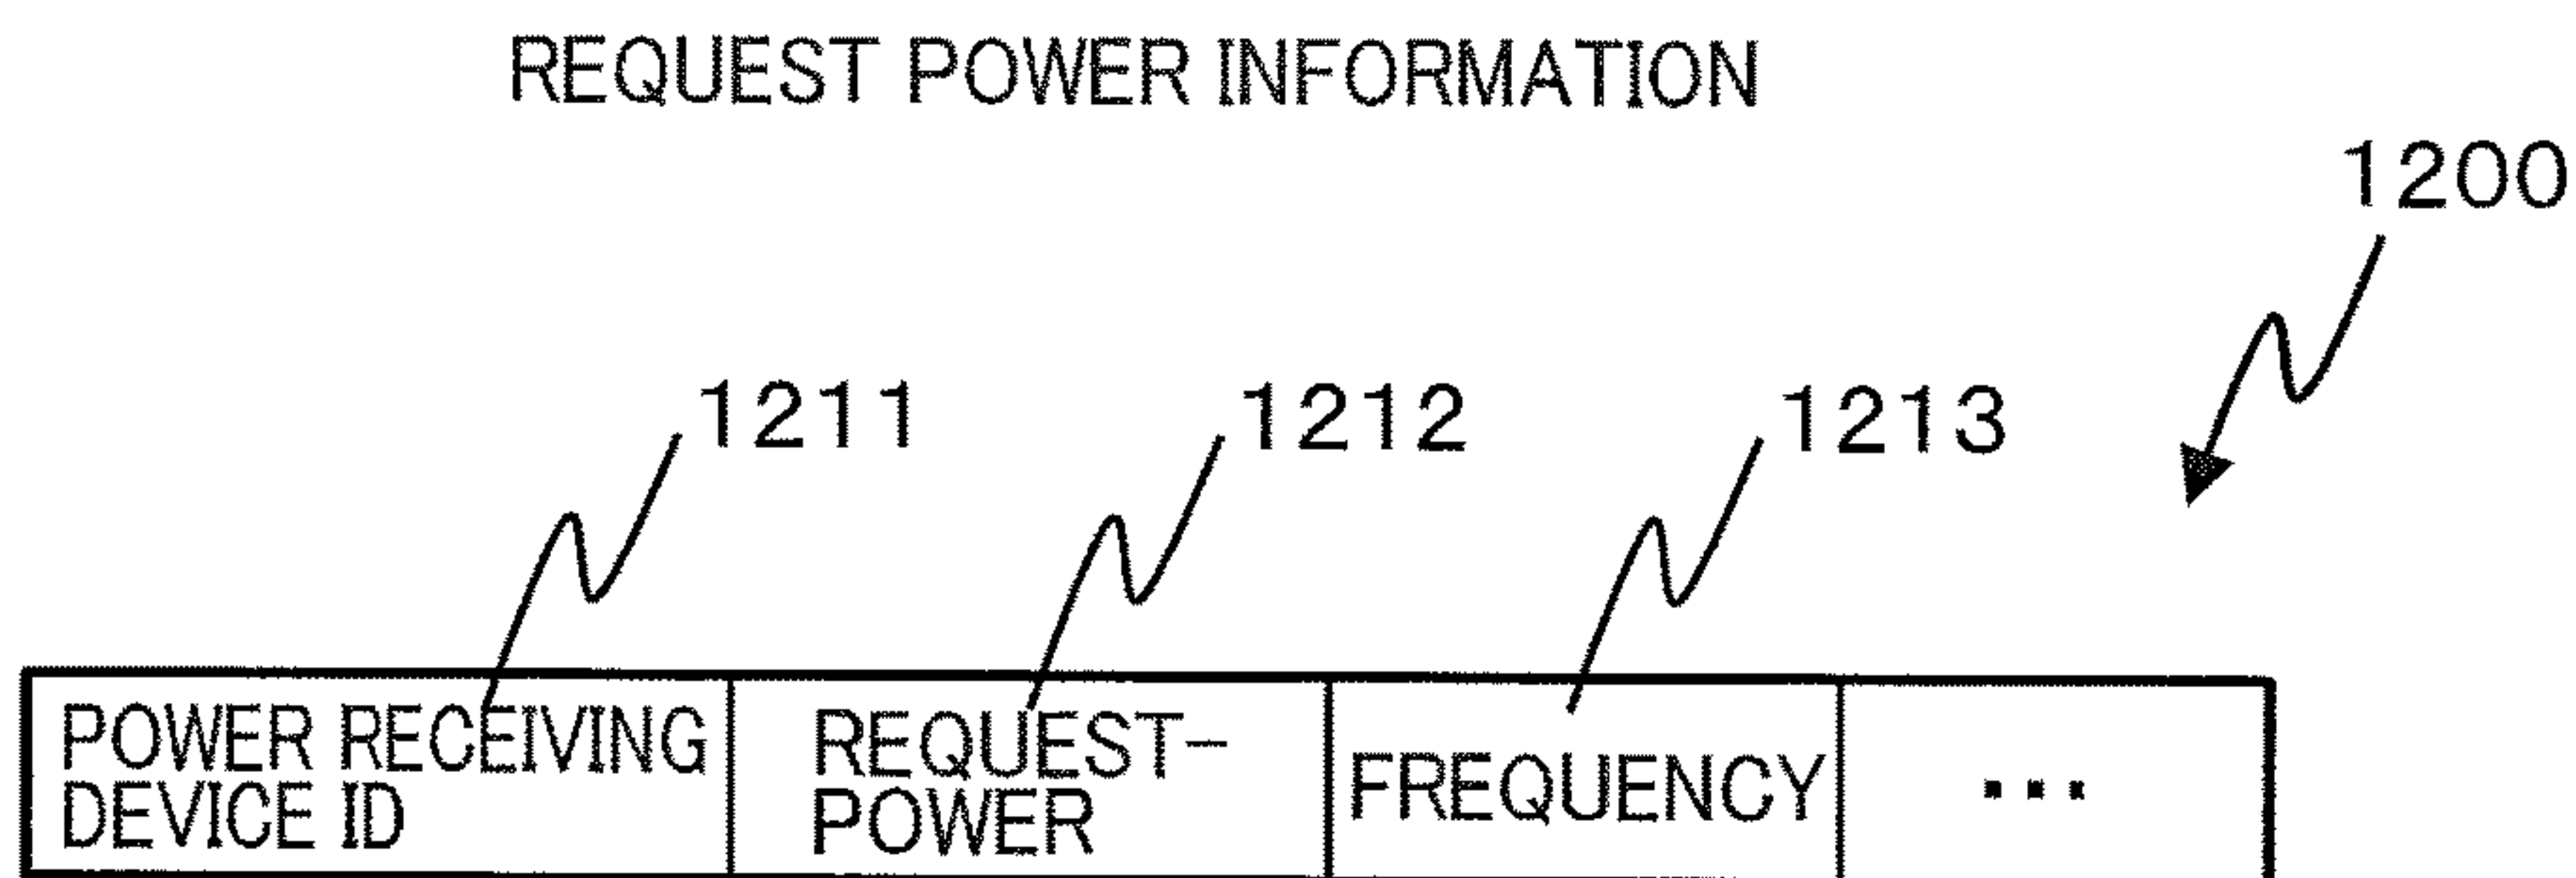 REQUEST POWER INFORMATION
1200
1211
1212
1213
POWER RECEIVING
DEVICE ID
REQUEST-
POWER
FREQUENCY
...